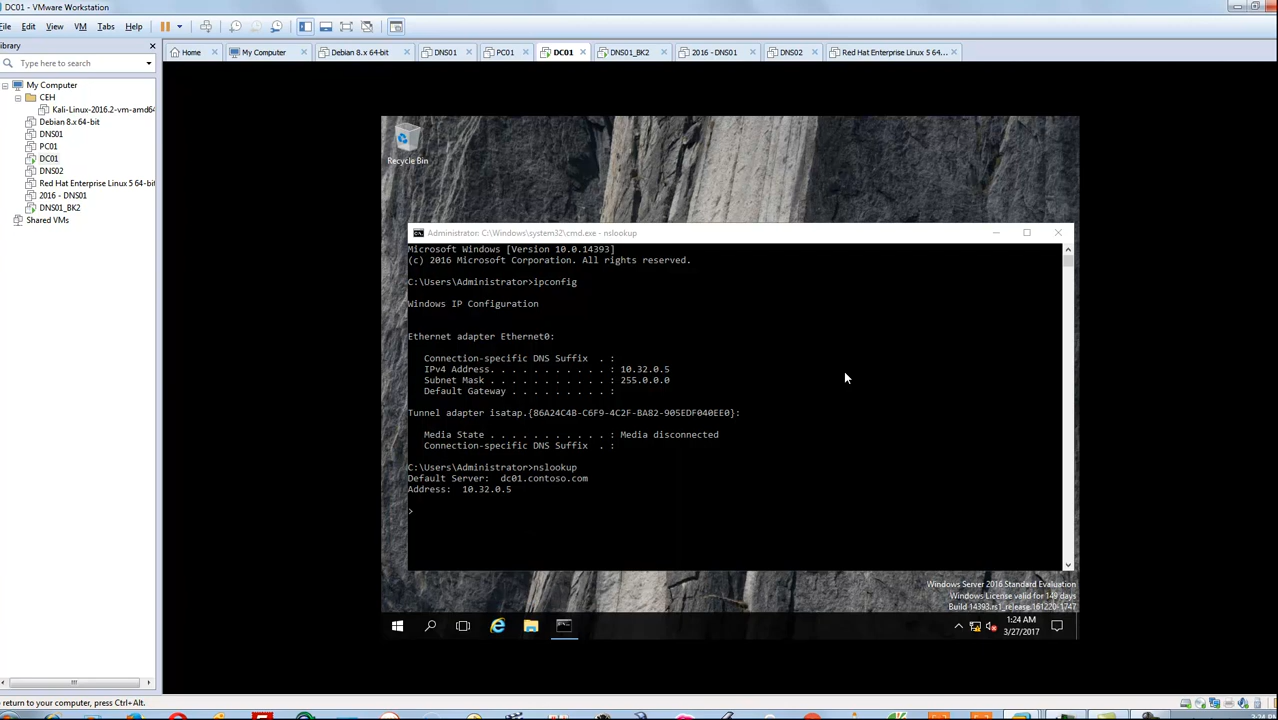 DC01 - VMware Workstation
File Edit View VM Tabs Help
Library
Type here to search
My Computer
CEH
Kali-Linux-2016.2-vm-amd64
Debian 8.x 64-bit
DNS01
PC01
DC01
DNS02
Red Hat Enterprise Linux 5 64-bit
2016 - DNS01
DNS01_BK2
Shared VMs
Home My Computer Debian 8.x 64-bit DNS01 PC01 DC01 DNS01_BK2 2016 - DNS01 DNS02 Red Hat Enterprise Linux 5 64...
Recycle Bin
Administrator: C:\Windows\system32\cmd.exe - nslookup
Microsoft Windows [Version 10.0.14393]
(c) 2016 Microsoft Corporation. All rights reserved.
C:\Users\Administrator>ipconfig
Windows IP Configuration
Ethernet adapter Ethernet0:
Connection-specific DNS Suffix . :
IPv4 Address. . . . . . . . . . . : 10.32.0.5
Subnet Mask . . . . . . . . . . . : 255.0.0.0
Default Gateway . . . . . . . . . :
Tunnel adapter isatap.{86A24C4B-C6F9-4C2F-BA82-905EDF040EE0}:
Media State . . . . . . . . . . . : Media disconnected
Connection-specific DNS Suffix . :
C:\Users\Administrator>nslookup
Default Server: dc01.contoso.com
Address: 10.32.0.5
>
Windows Server 2016 Standard Evaluation
Windows License valid for 149 days
Build 14393.rs1_release.161220-1747
1:24 AM
3/27/2017
return to your computer, press Ctrl+Alt.